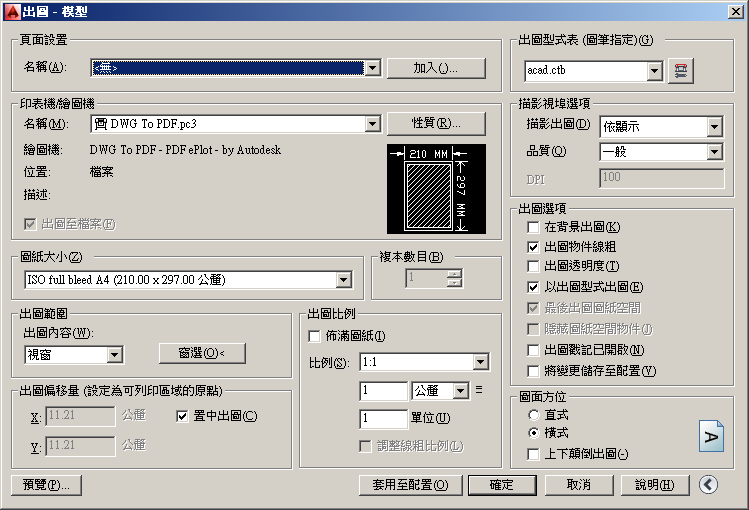 出圖 - 模型
頁面設置
名稱(A):
<無>
加入(.)...
印表機/繪圖機
名稱(M):
DWG To PDF.pc3
性質(R)...
繪圖機:
DWG To PDF - PDF ePlot - by Autodesk
位置:
檔案
描述:
出圖至檔案(F)
210 MM
297 MM
圖紙大小(Z)
ISO full bleed A4 (210.00 x 297.00 公釐)
複本數目(B)
1
出圖範圍
出圖內容(W):
視窗
窗選(O)<
出圖比例
佈滿圖紙(I)
比例(S):
1:1
1
公釐
=
1
單位(U)
調整線粗比例(L)
出圖偏移量 (設定為可列印區域的原點)
X:
11.21
公釐
置中出圖(C)
Y:
11.21
公釐
出圖型式表 (圖筆指定)(G)
acad.ctb
描影視埠選項
描影出圖(D)
依顯示
品質(Q)
一般
DPI
100
出圖選項
在背景出圖(K)
出圖物件線粗
出圖透明度(T)
以出圖型式出圖(E)
最後出圖圖紙空間
隱藏圖紙空間物件(J)
出圖戳記已開啟(N)
將變更儲存至配置(V)
圖面方位
直式
橫式
上下顛倒出圖(-)
A
預覽(P)...
套用至配置(O)
確定
取消
說明(H)